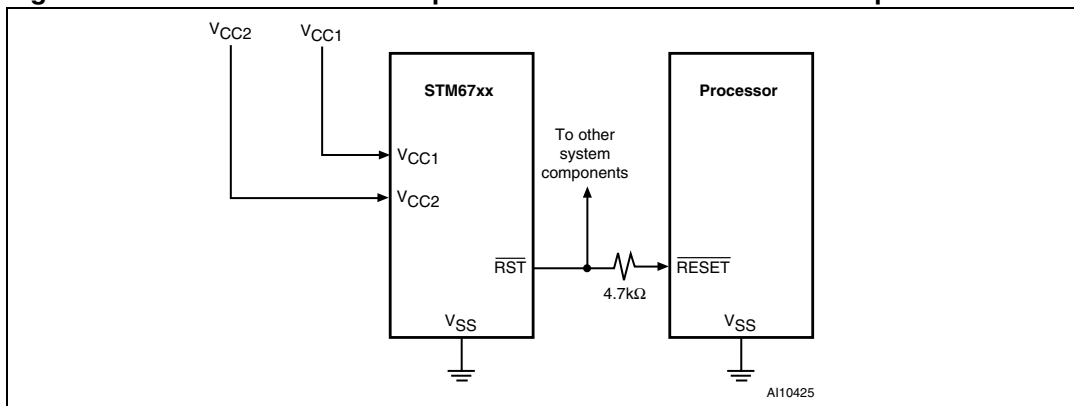 VCC2
VCC1
STM67xx
Processor
VCC1
VCC2
To other
system
components
RST
RESET
4.7kΩ
VSS
VSS
AI10425